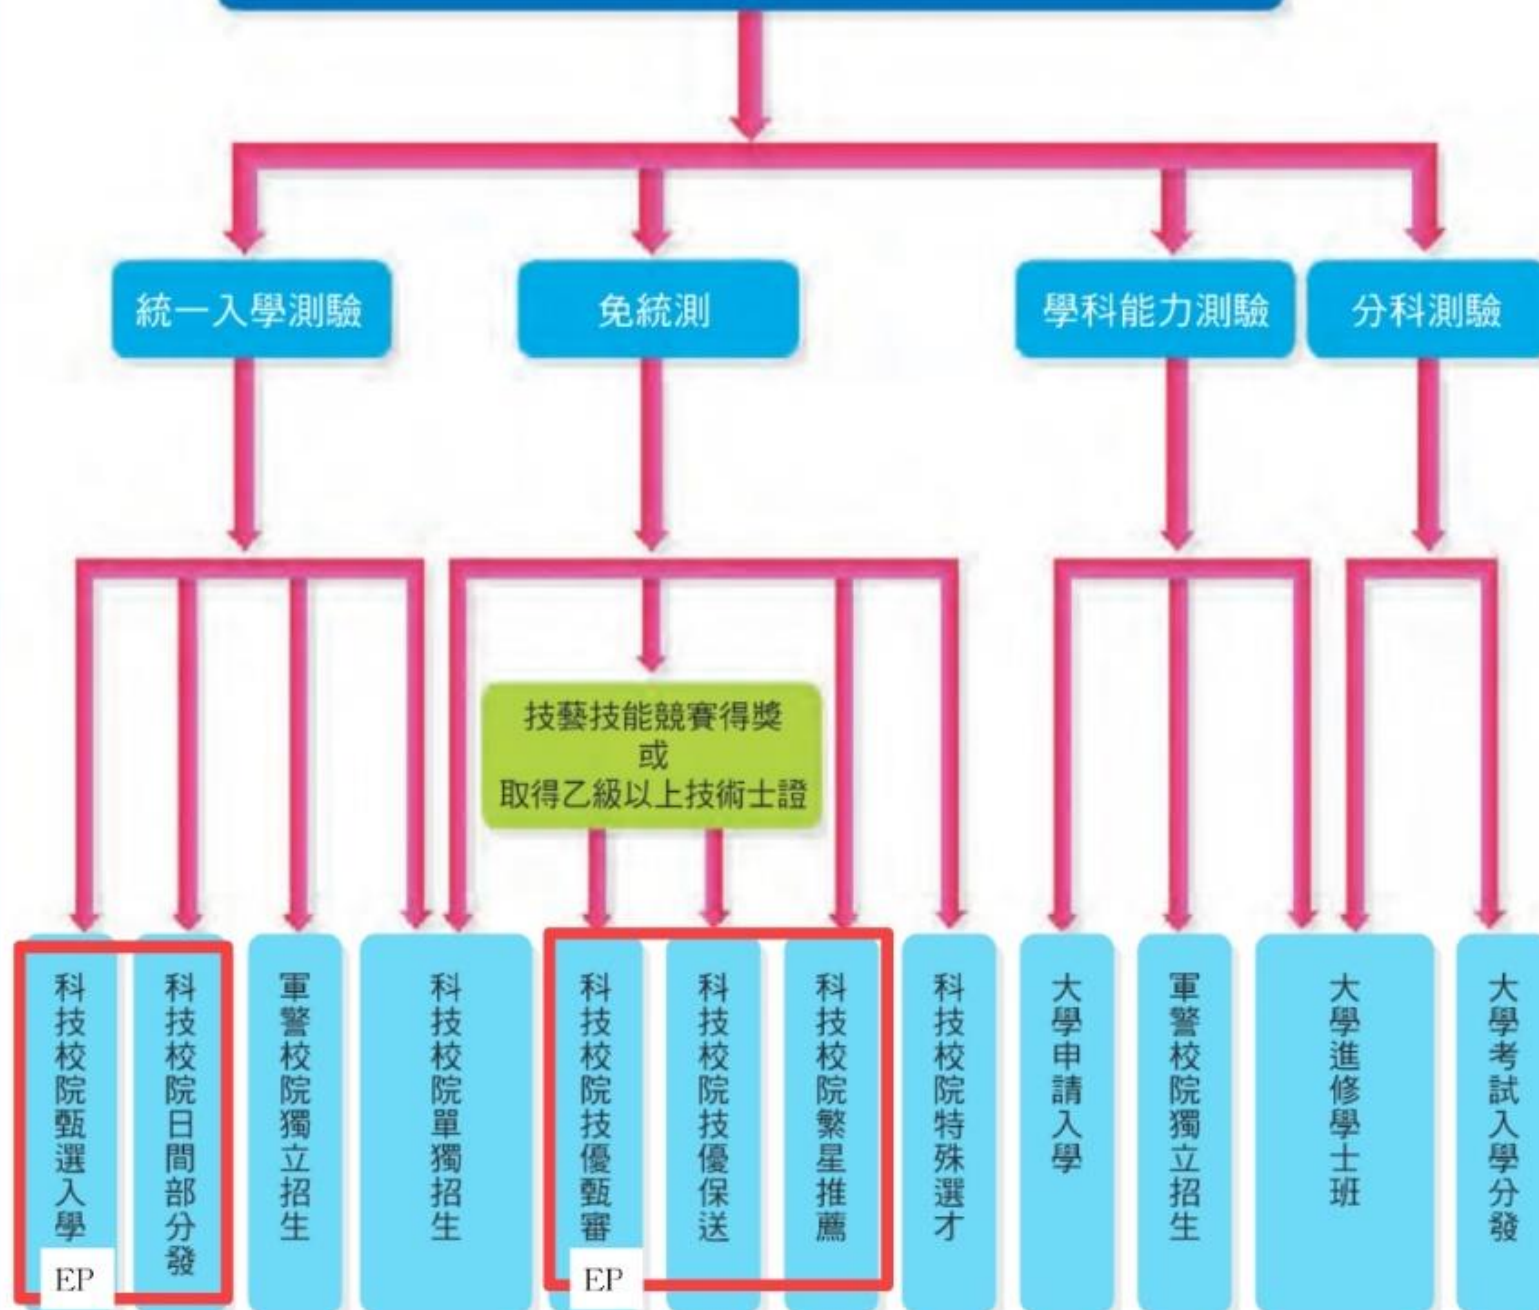 統一入學測驗
免統測
學科能力測驗
分科測驗
技藝技能競賽得獎
或
取得乙級以上技術士證
科技校院甄選入學
科技校院日間部分發
軍警校院獨立招生
科技校院單獨招生
科技校院技優甄審
科技校院技優保送
科技校院繁星推薦
科技校院特殊選才
大學申請入學
軍警校院獨立招生
大學進修學士班
大學考試入學分發
EP
EP